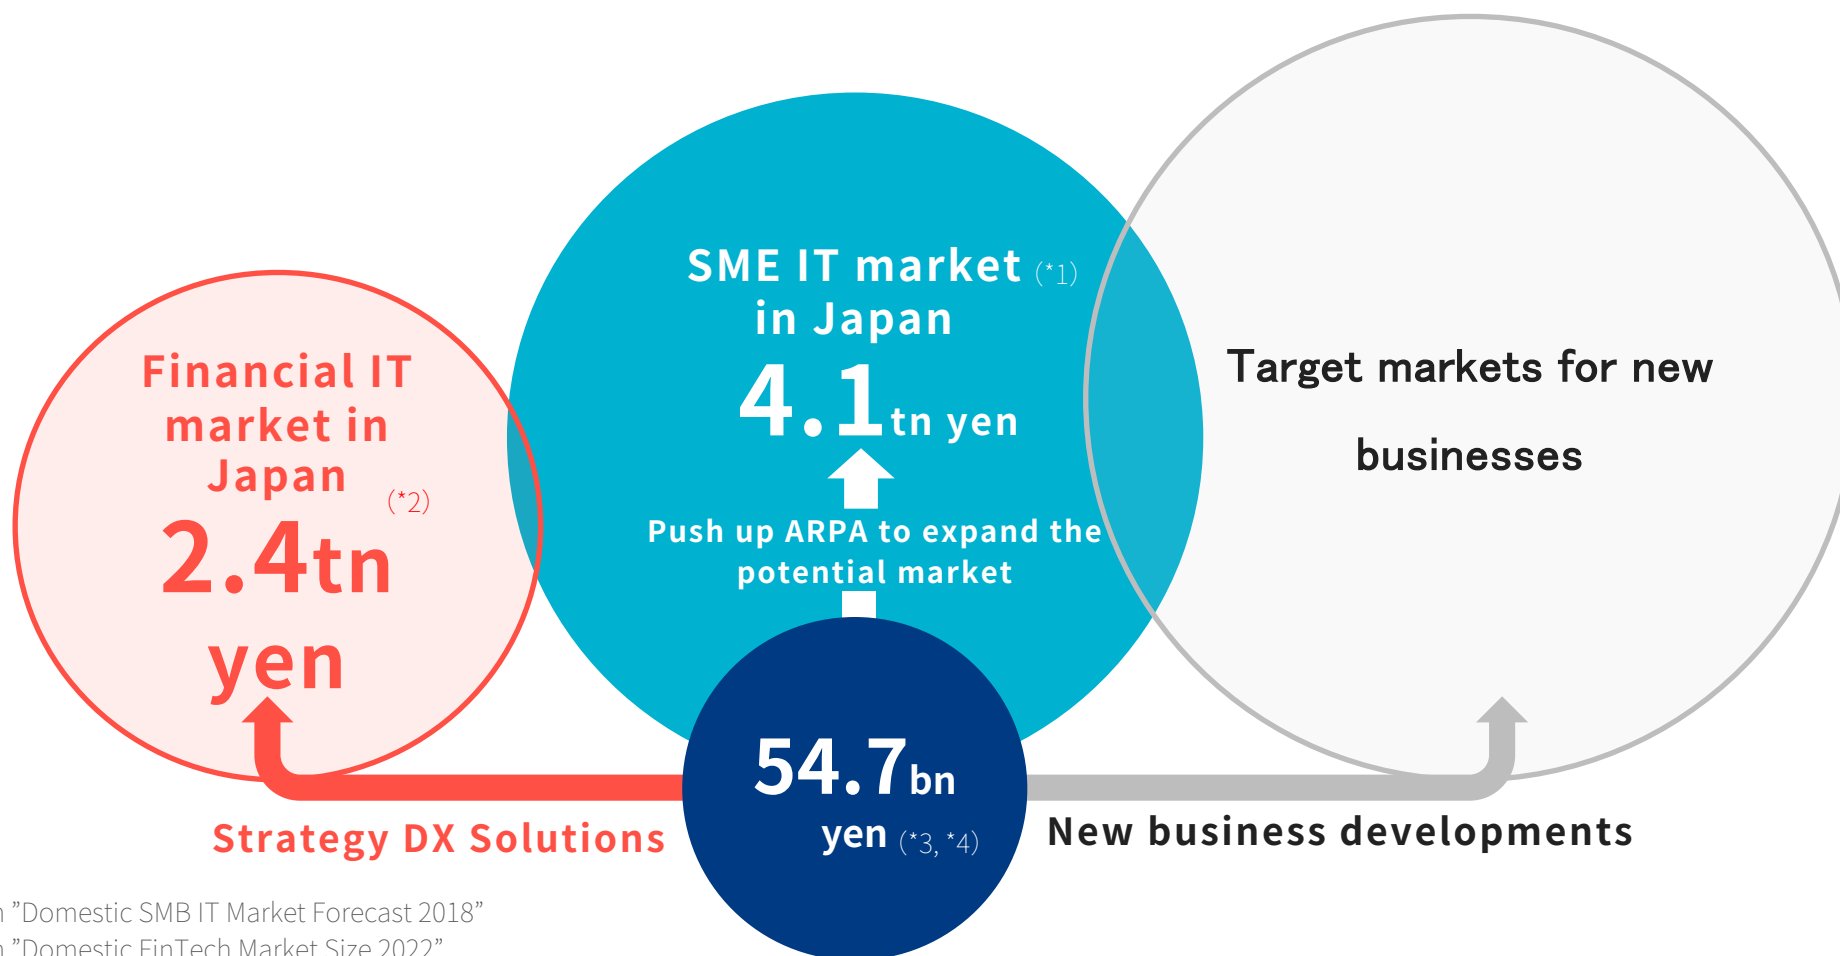 SME IT market (*1)
in Japan
4.1 tn yen
Push up ARPA to expand the
potential market
Financial IT
market in
Japan
(*2)
2.4tn
yen
Target markets for new
businesses
54.7bn
yen (*3, *4)
Strategy DX Solutions
New business developments
"Domestic SMB IT Market Forecast 2018"
"Domestic FinTech Market Size 2022"